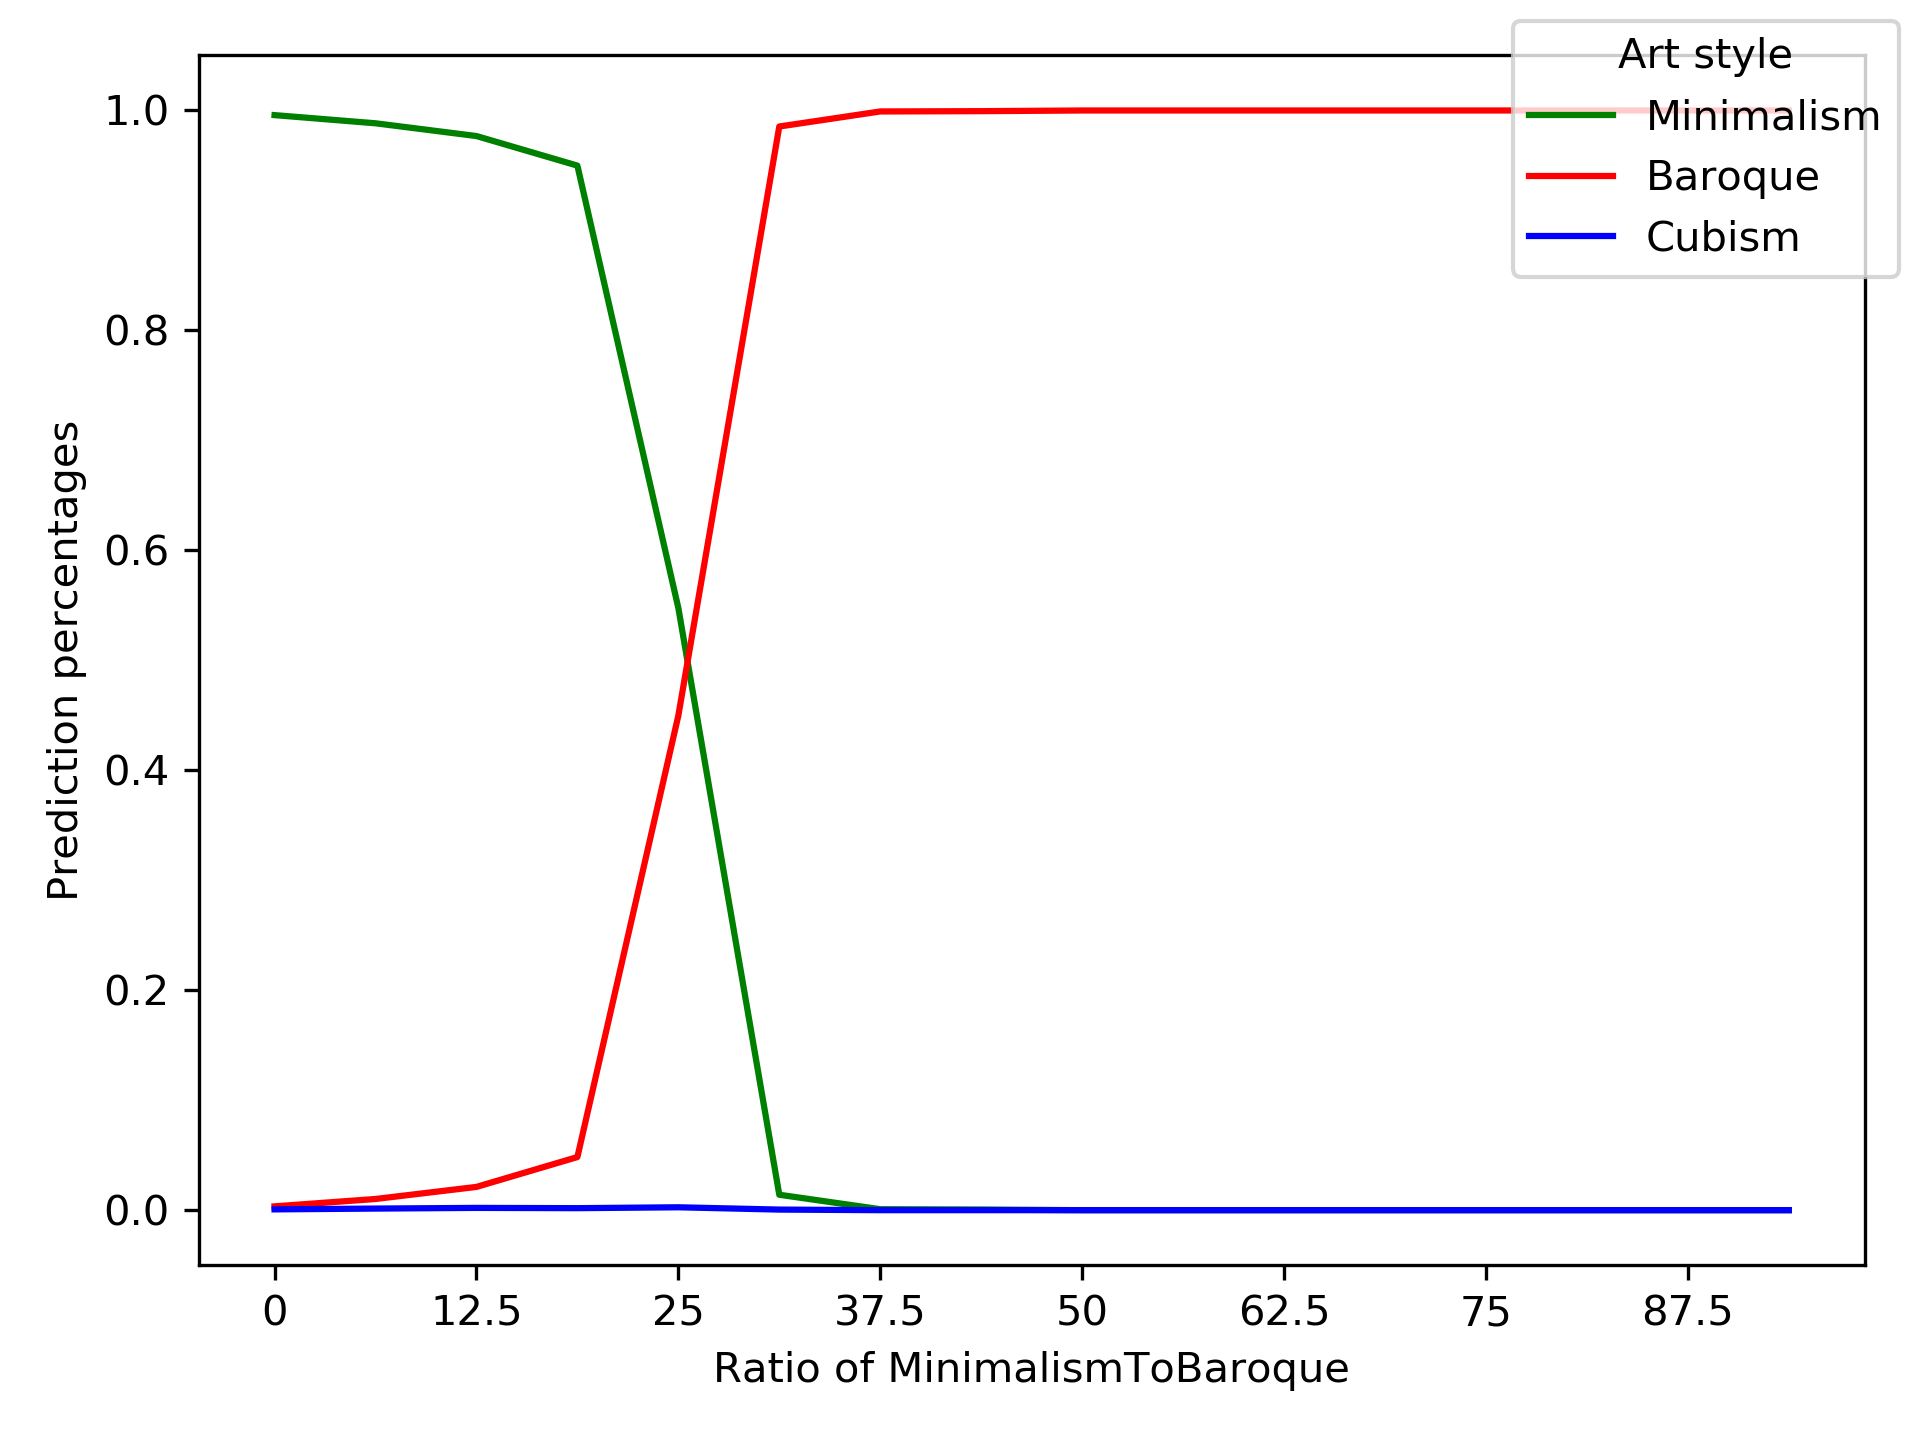 Art style
Minimalism
Baroque
Cubism
1.0
0.8
0.6
0.4
0.2
0.0
Prediction percentages
0 12.5 25 37.5 50 62.5 75 87.5
Ratio of MinimalismToBaroque